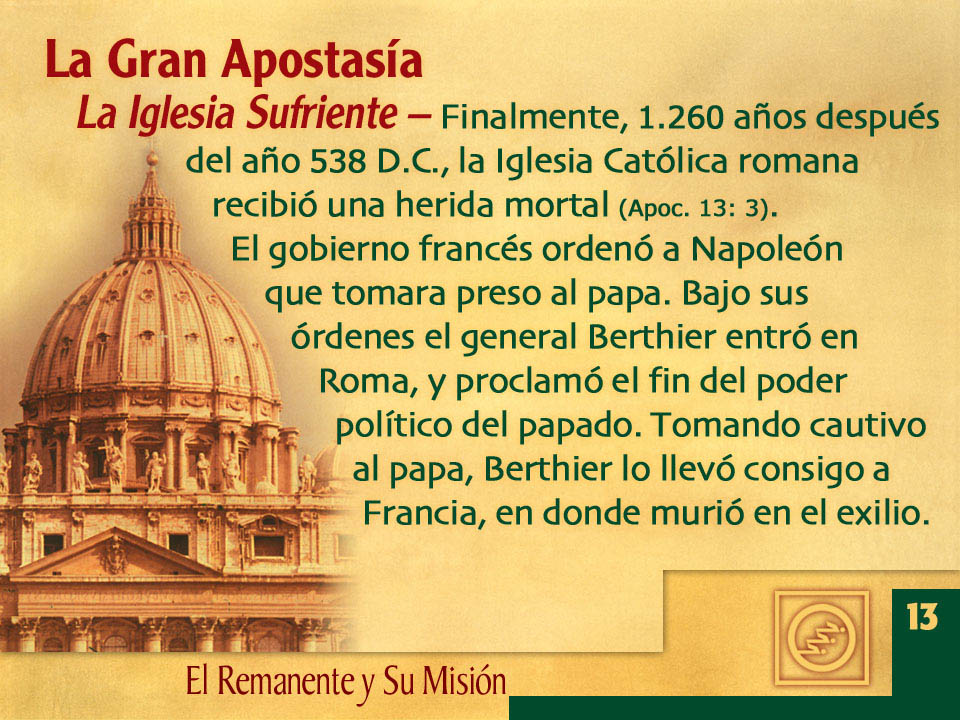 La Gran Apostasía
La Iglesia Sufriente – Finalmente, 1.260 años después
del año 538 D.C., la Iglesia Católica romana
recibió una herida mortal (Apoc. 13: 3).
El gobierno francés ordenó a Napoleón
que tomara preso al papa. Bajo sus
órdenes el general Berthier entró en
Roma, y proclamó el fin del poder
político del papado. Tomando cautivo
al papa, Berthier lo llevó consigo a
Francia, en donde murió en el exilio.
13
El Remanente y Su Misión